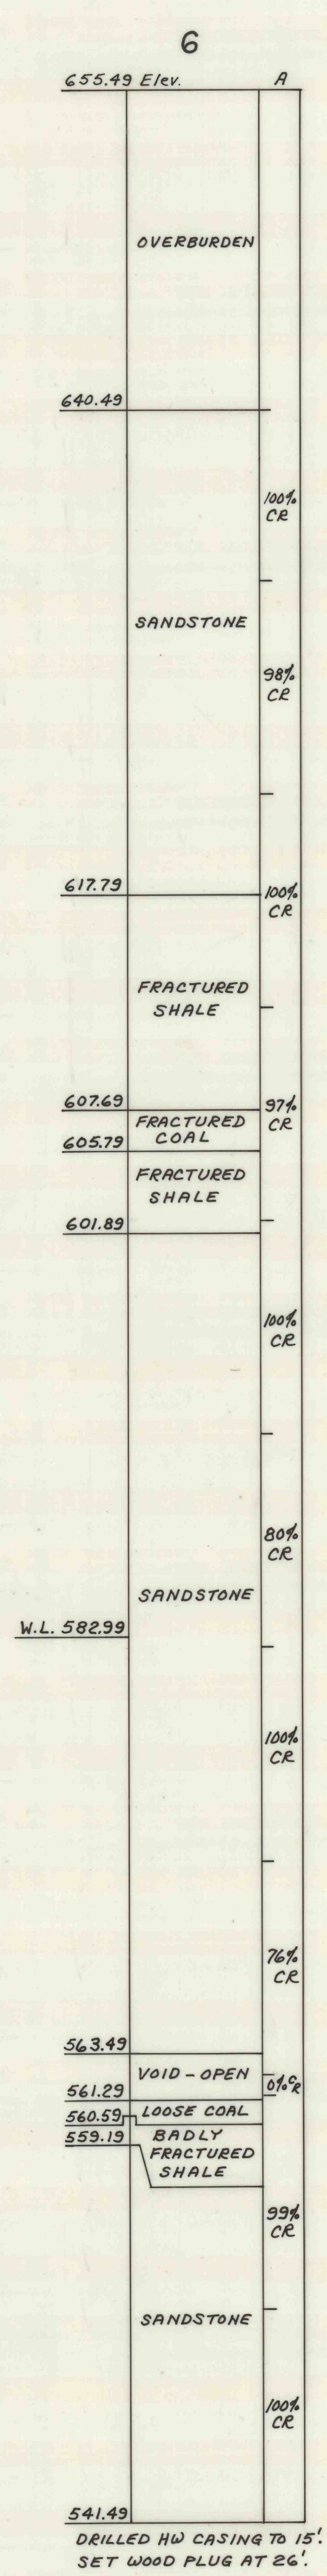 6
655.49 Elev. A
OVERBURDEN
640.49
100%
CR
SANDSTONE
98%
CR
617.79
100%
CR
FRACTURED
SHALE
607.69
97%
CR
FRACTURED
COAL
605.79
FRACTURED
SHALE
601.89
100%
CR
80%
CR
SANDSTONE
W.L. 582.99
100%
CR
76%
CR
563.49
VOID - OPEN
0% CR
561.29
LOOSE COAL
560.59
559.19
BADLY
FRACTURED
SHALE
99%
CR
SANDSTONE
100%
CR
541.49
DRILLED HW CASING TO 15'.
SET WOOD PLUG AT 26'.